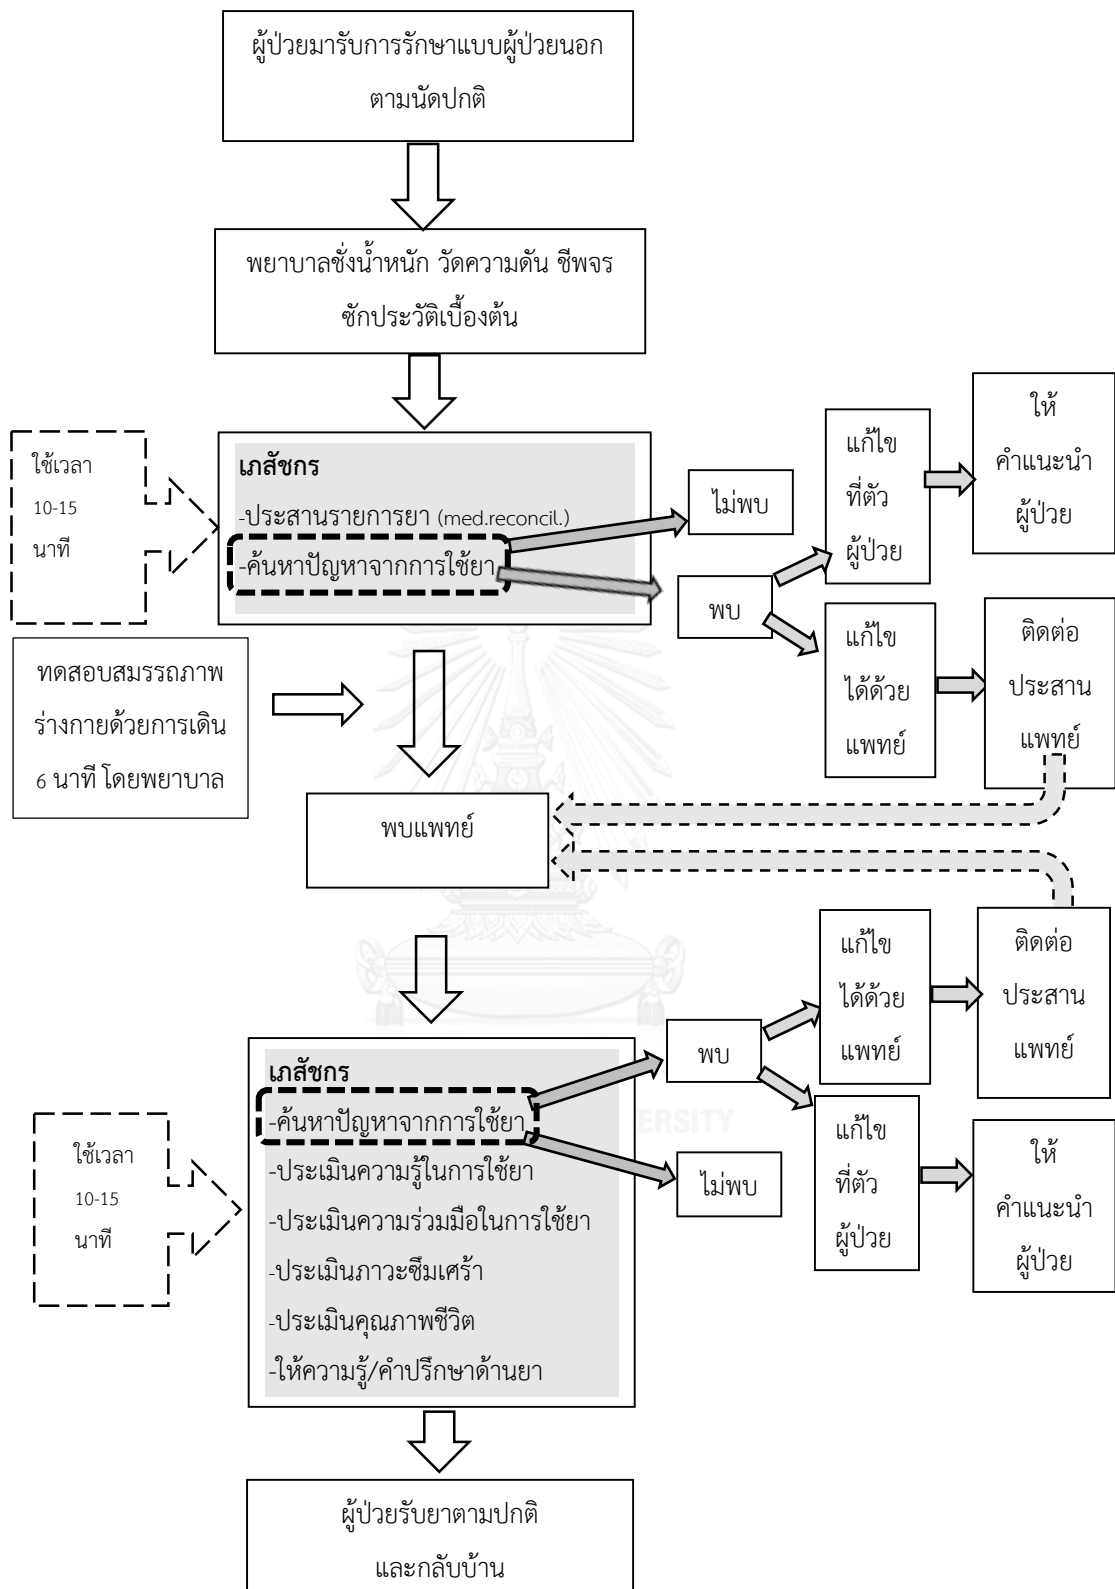 ผู้ป่วยมารับการรักษาแบบผู้ป่วยนอก
ตามนัดปกติ
พยาบาลชั่งน้ำหนัก วัดความดัน ชีพจร
ซักประวัติเบื้องต้น
ใช้เวลา
10-15
นาที
เภสัชกร
-ประสานรายการยา (med.reconcil.)
-ค้นหาปัญหาจากการใช้ยา
ไม่พบ
พบ
แก้ไข
ที่ตัว
ผู้ป่วย
ให้
คำแนะนำ
ผู้ป่วย
แก้ไข
ได้ด้วย
แพทย์
ติดต่อ
ประสาน
แพทย์
ทดสอบสมรรถภาพ
ร่างกายด้วยการเดิน
6 นาที โดยพยาบาล
พบแพทย์
ใช้เวลา
10-15
นาที
เภสัชกร
-ค้นหาปัญหาจากการใช้ยา
-ประเมินความรู้ในการใช้ยา
-ประเมินความร่วมมือในการใช้ยา
-ประเมินภาวะซึมเศร้า
-ประเมินคุณภาพชีวิต
-ให้ความรู้/คำปรึกษาด้านยา
พบ
ไม่พบ
แก้ไข
ได้ด้วย
แพทย์
ติดต่อ
ประสาน
แพทย์
แก้ไข
ที่ตัว
ผู้ป่วย
ให้
คำแนะนำ
ผู้ป่วย
ERSITY
ผู้ป่วยรับยาตามปกติ
และกลับบ้าน